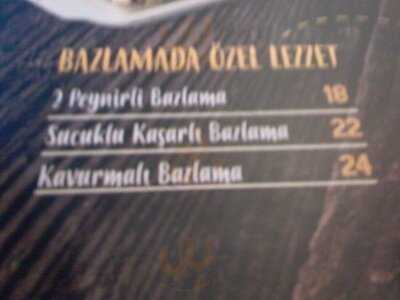 BAZLAMADA ÖZEL LEZZET
2 Peynirli Bazlama 18
Sucuklu Kaşarlı Bazlama 22
Kavurmalı Bazlama 24